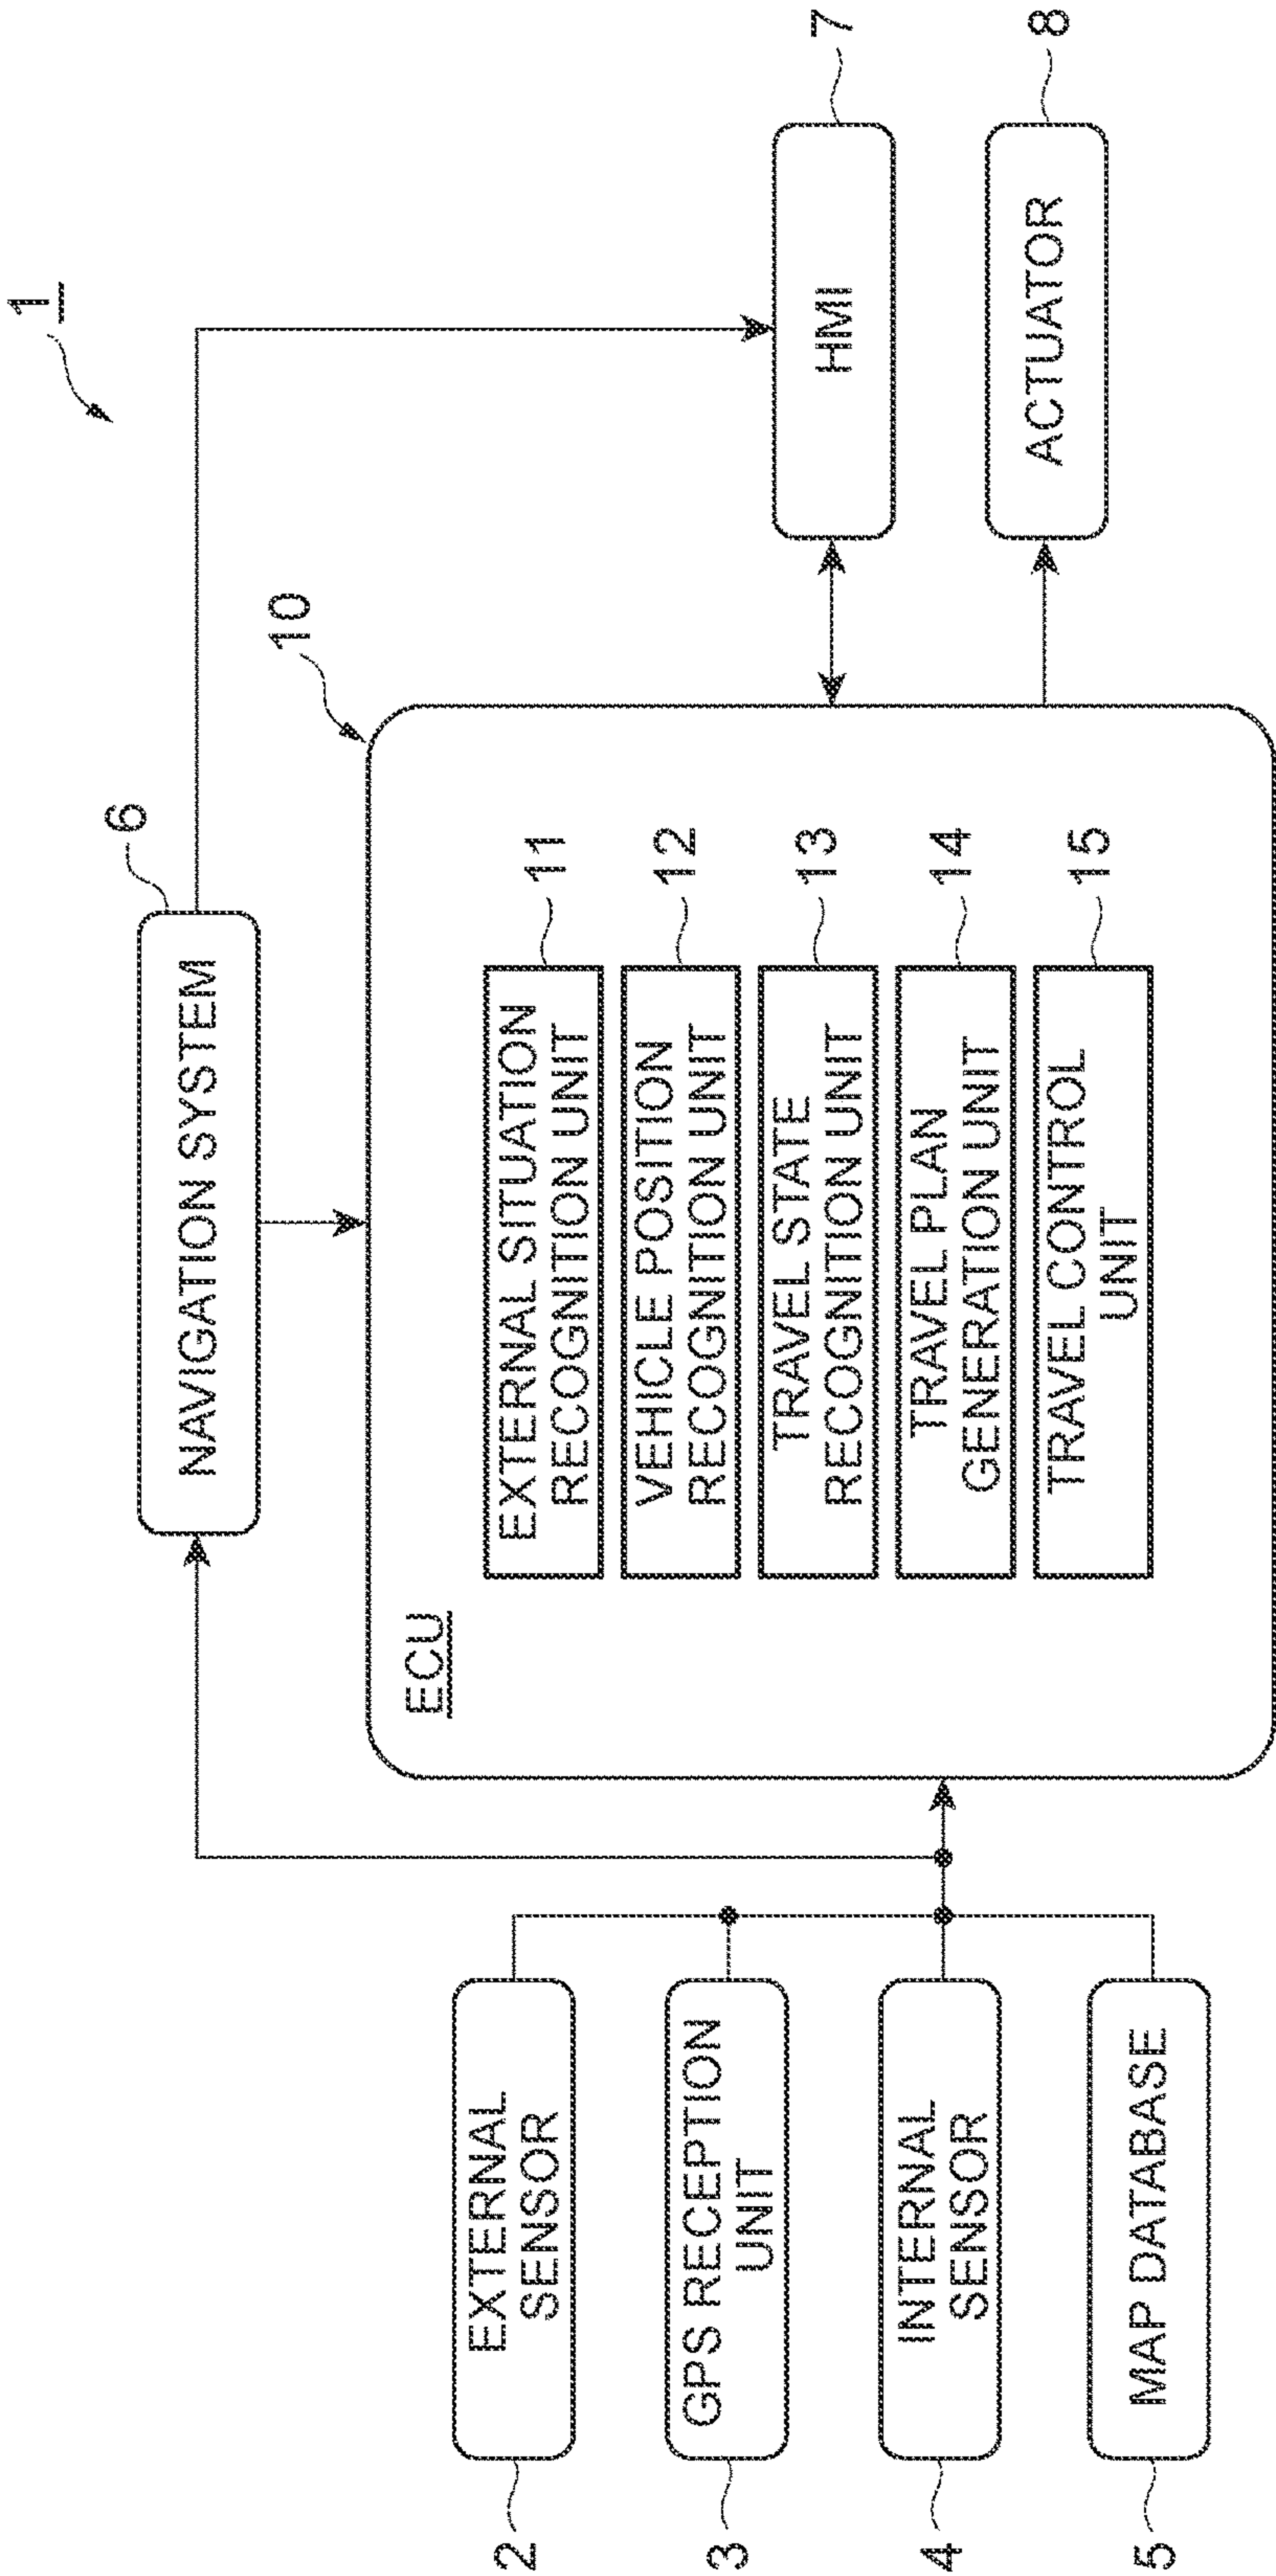 1
6
NAVIGATION SYSTEM
10
ECU
EXTERNAL SITUATION
RECOGNITION UNIT
11
VEHICLE POSITION
RECOGNITION UNIT
12
TRAVEL STATE
RECOGNITION UNIT
13
TRAVEL PLAN
GENERATION UNIT
14
TRAVEL CONTROL
UNIT
15
2
EXTERNAL
SENSOR
3
GPS RECEPTION
UNIT
4
INTERNAL
SENSOR
5
MAP DATABASE
HMI
7
ACTUATOR
8